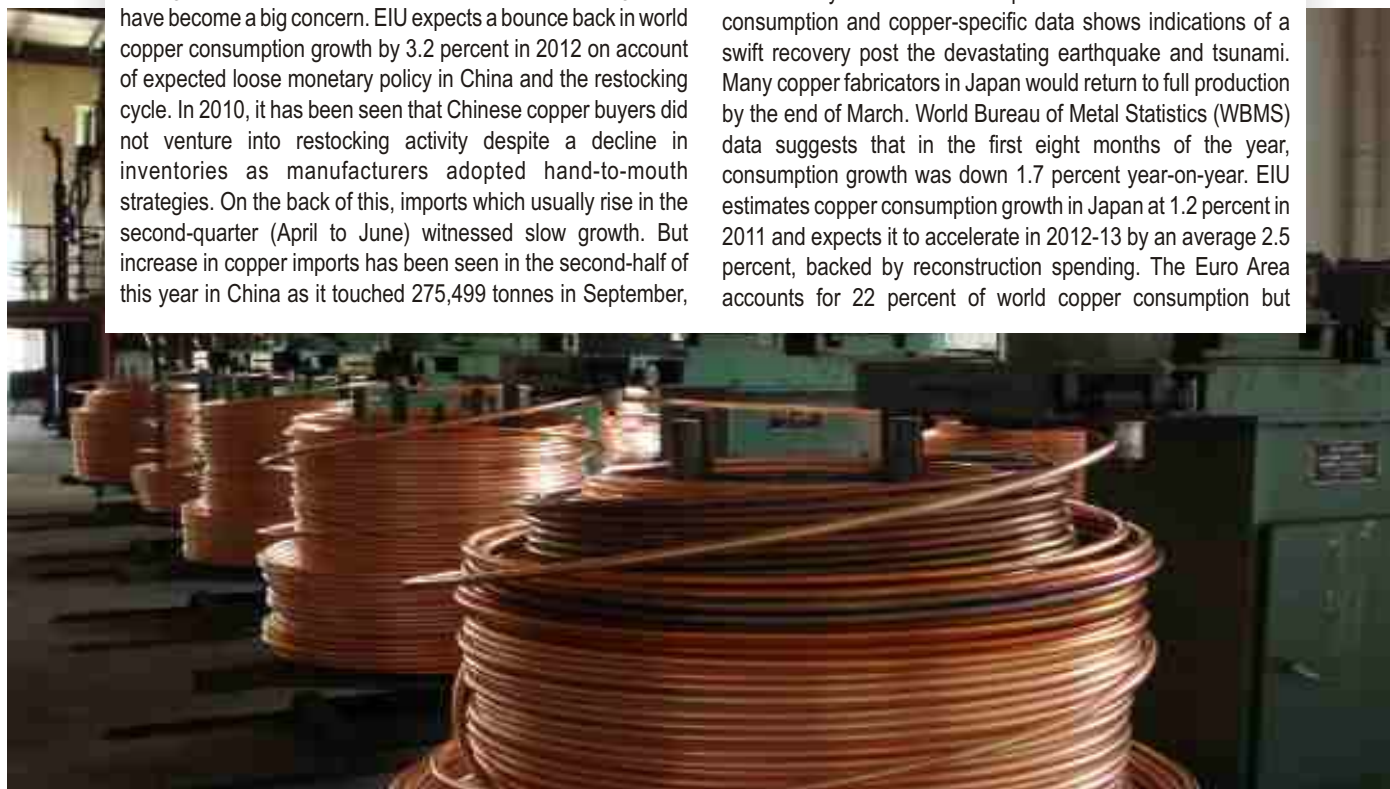 have become a big concern. EIU expects a bounce back in world
copper consumption growth by 3.2 percent in 2012 on account
of expected loose monetary policy in China and the restocking
cycle. In 2010, it has been seen that Chinese copper buyers did
not venture into restocking activity despite a decline in
inventories as manufacturers adopted hand-to-mouth
strategies. On the back of this, imports which usually rise in the
second-quarter (April to June) witnessed slow growth. But
increase in copper imports has been seen in the second-half of
this year in China as it touched 275,499 tonnes in September,
consumption and copper-specific data shows indications of a
swift recovery post the devastating earthquake and tsunami.
Many copper fabricators in Japan would return to full production
by the end of March. World Bureau of Metal Statistics (WBMS)
data suggests that in the first eight months of the year,
consumption growth was down 1.7 percent year-on-year. EIU
estimates copper consumption growth in Japan at 1.2 percent in
2011 and expects it to accelerate in 2012-13 by an average 2.5
percent, backed by reconstruction spending. The Euro Area
accounts for 22 percent of world copper consumption but